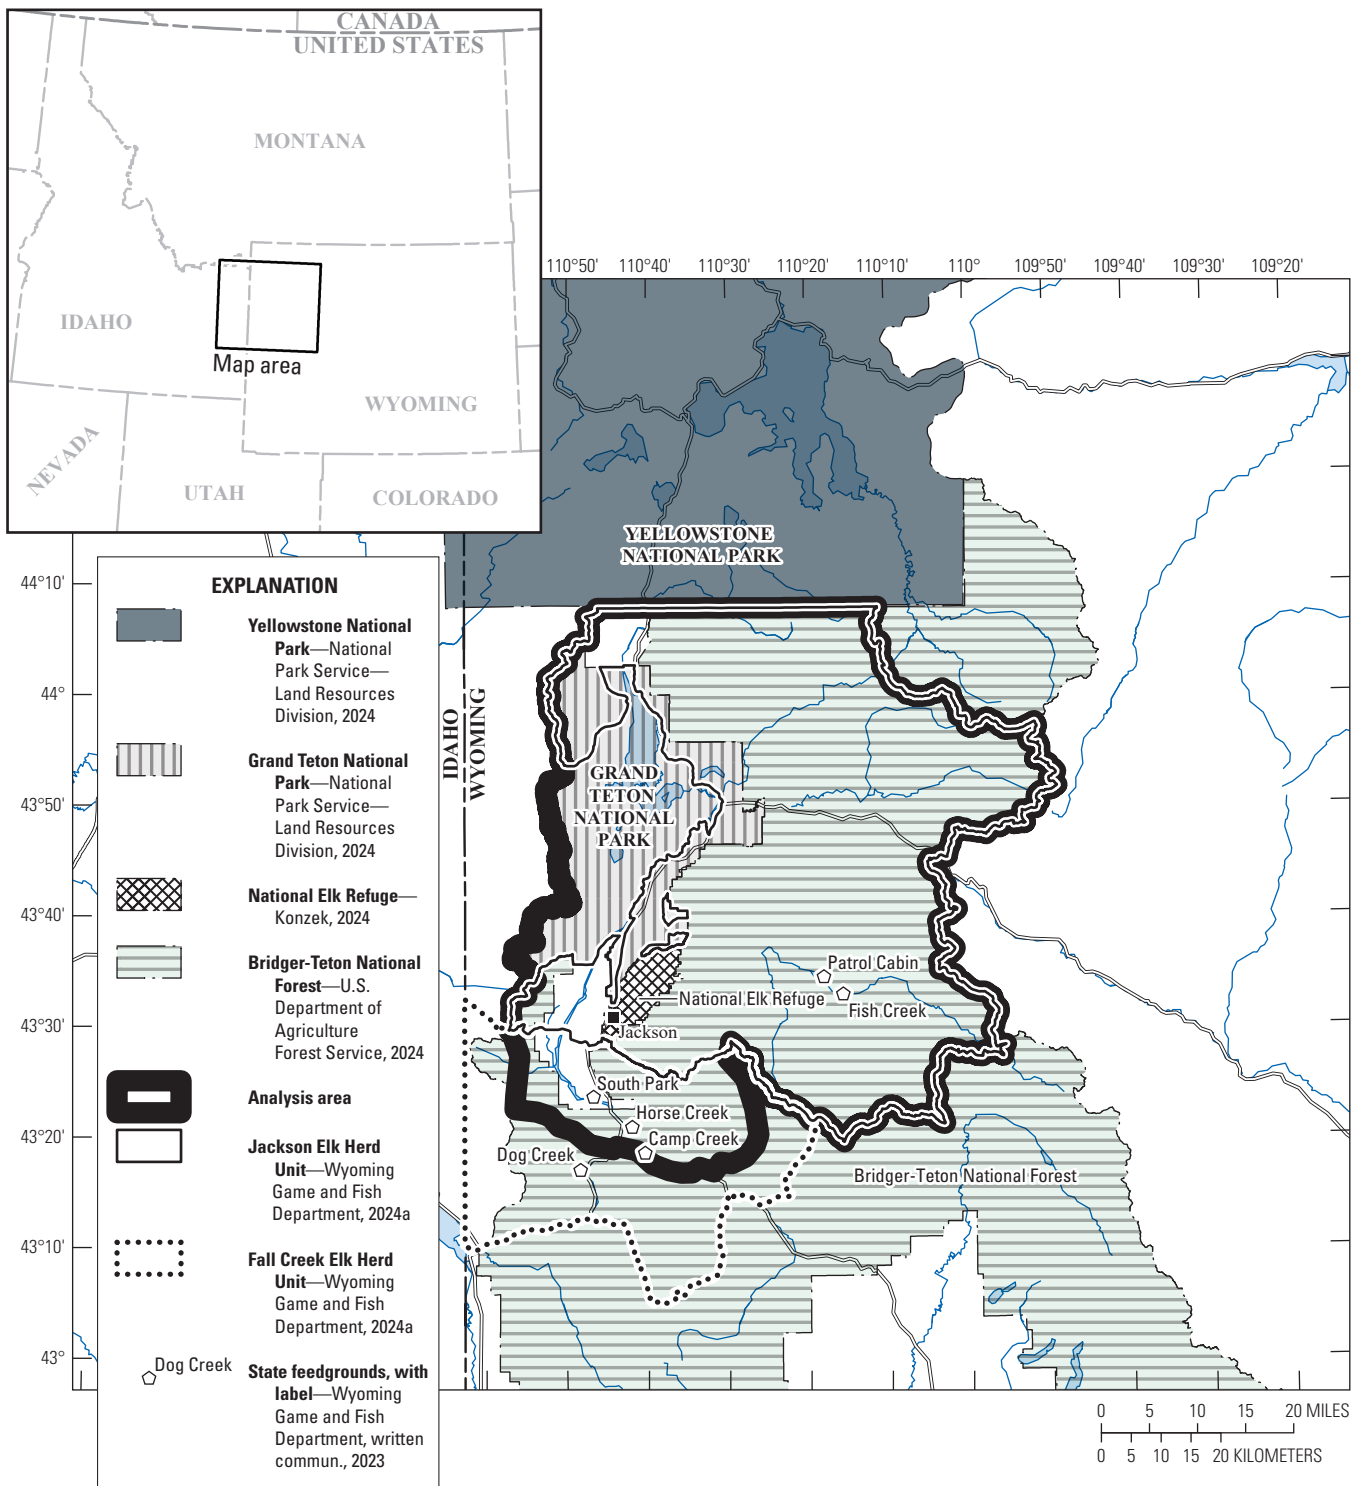 CANADA
UNITED STATES
MONTANA
IDAHO
Map area
WYOMING
NEVADA
UTAH
COLORADO
110°50' 110°40' 110°30' 110°20' 110°10' 110° 109°50' 109°40' 109°30' 109°20'
44°10'
44°
43°50'
43°40'
43°30'
43°20'
43°10'
43°
EXPLANATION
Yellowstone National
Park—National
Park Service—
Land Resources
Division, 2024
Grand Teton National
Park—National
Park Service—
Land Resources
Division, 2024
National Elk Refuge—
Konzek, 2024
Bridger-Teton National
Forest—U.S.
Department of
Agriculture
Forest Service, 2024
Analysis area
Jackson Elk Herd
Unit—Wyoming
Game and Fish
Department, 2024a
Fall Creek Elk Herd
Unit—Wyoming
Game and Fish
Department, 2024a
Dog Creek
State feedgrounds, with
label—Wyoming
Game and Fish
Department, written
commun., 2023
YELLOWSTONE
NATIONAL PARK
IDAHO
WYOMING
GRAND
TETON
NATIONAL
PARK
Patrol Cabin
National Elk Refuge
Fish Creek
Jackson
South Park
Horse Creek
Camp Creek
Dog Creek
Bridger-Teton National Forest
0 5 10 15 20 MILES
0 5 10 15 20 KILOMETERS